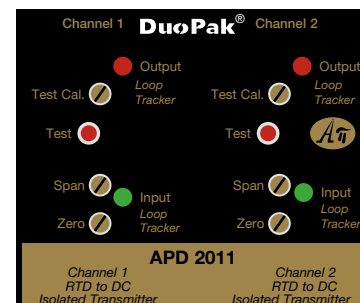 Channel 1 DuoPak® Channel 2
Output Output
Test Cal. Loop Tracker Test Cal. Loop Tracker
Test Test
Span Input Span Input
Zero Loop Tracker Zero Loop Tracker
APD 2011
Channel 1 Channel 2
RTD to DC RTD to DC
Isolated Transmitter Isolated Transmitter